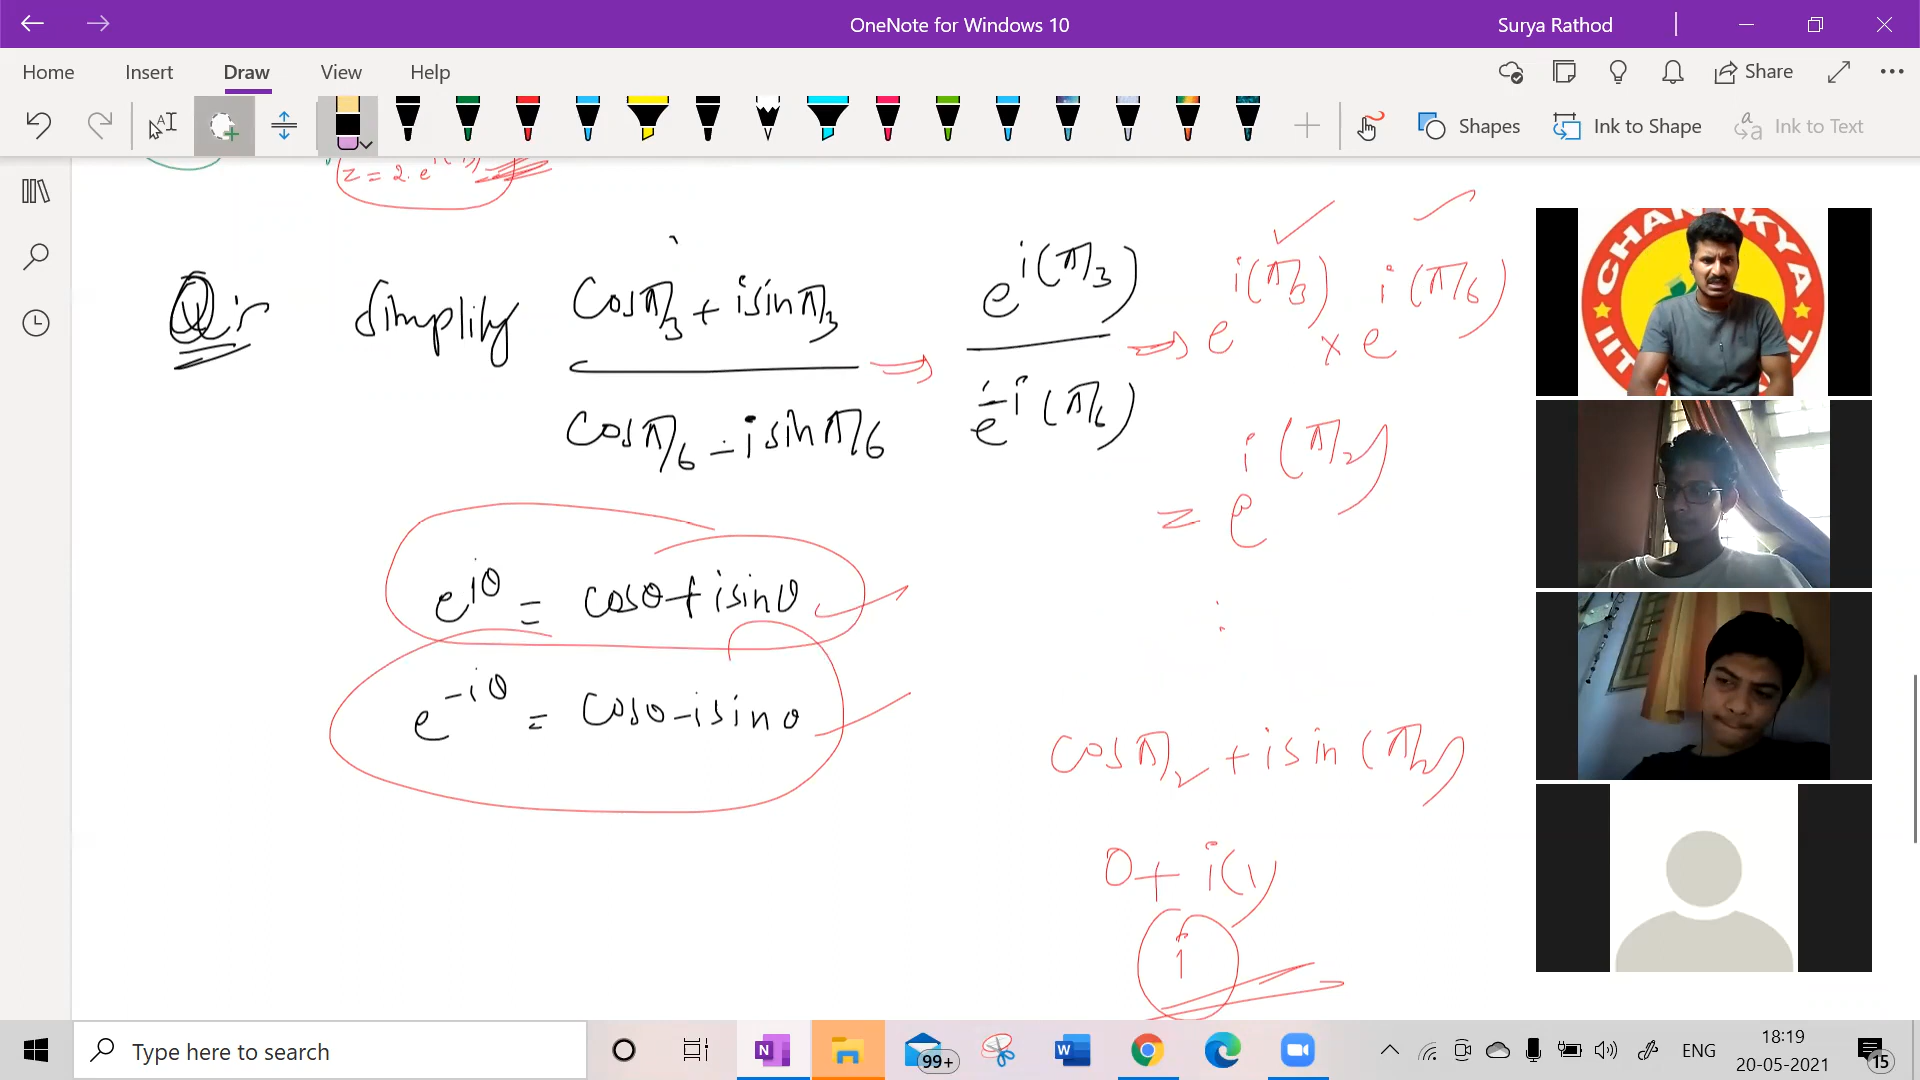 OneNote for Windows 10
Surya Rathod
Home Insert Draw View Help
Share
Shapes Ink to Shape Ink to Text
z = 2. e
Q:- Simplify
Cos π/3 + i sin π/3
Cos π/6 - i sin π/6
⇒ e^{i(π/3)}
e^{-i(π/6)}
⇒ e^{i(π/3)} × e^{i(π/6)}
= e^{i(π/2)}
e^{iθ} = cosθ + i sinθ
e^{-iθ} = cosθ - i sinθ
cos π/2 + i sin (π/2)
0 + i(1)
i
CHANAKYA
IIT
Type here to search
99+
ENG
18:19
20-05-2021
15